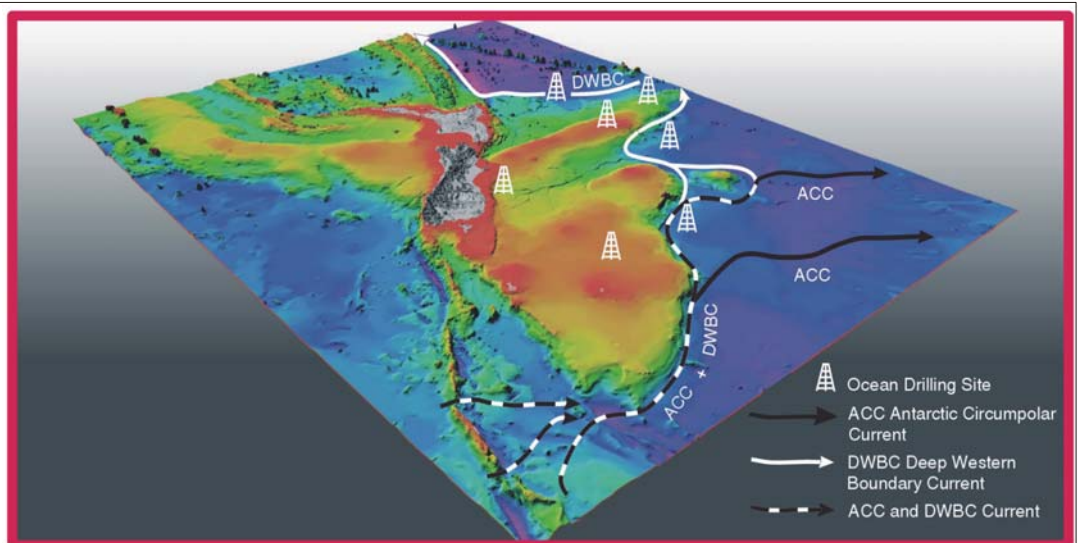 DWBC
ACC
ACC
ACC + DWBC
Ocean Drilling Site
ACC Antarctic Circumpolar
Current
DWBC Deep Western
Boundary Current
ACC and DWBC Current